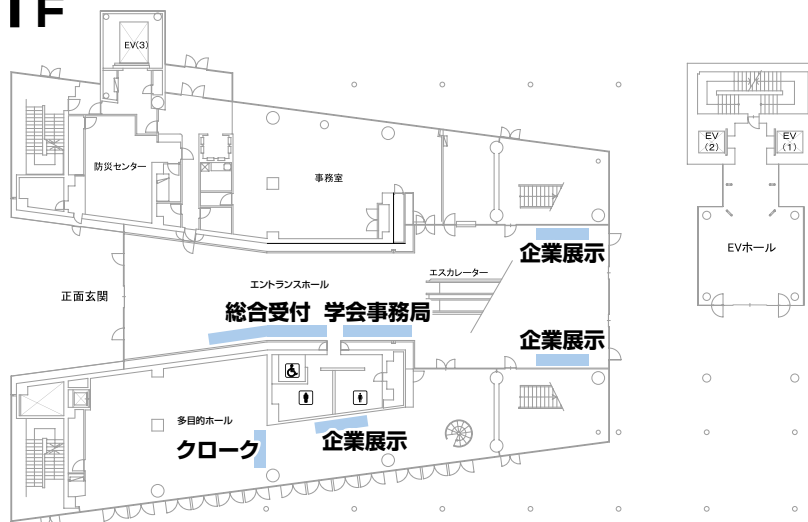 1F
EV(3)
防災センター
事務室
EV
(2)
EV
(1)
EVホール
企業展示
正面玄関
エントランスホール
エスカレーター
総合受付
学会事務局
企業展示
多目的ホール
クローク
企業展示